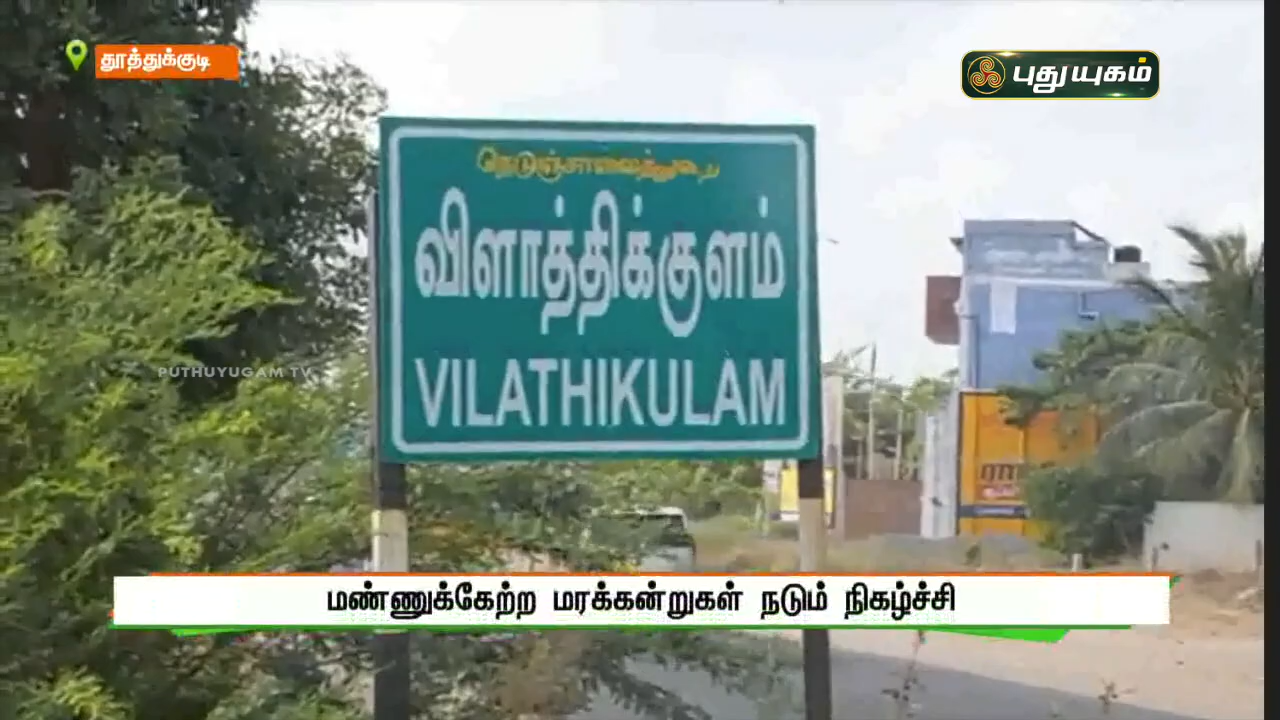 தூத்துக்குடி
புதுயுகம்
நெடுஞ்சாலைத்துறை
விளாத்திக்குளம்
VILATHIKULAM
PUTHUYUGAM TV
மண்ணுக்கேற்ற மரக்கன்றுகள் நடும் நிகழ்ச்சி